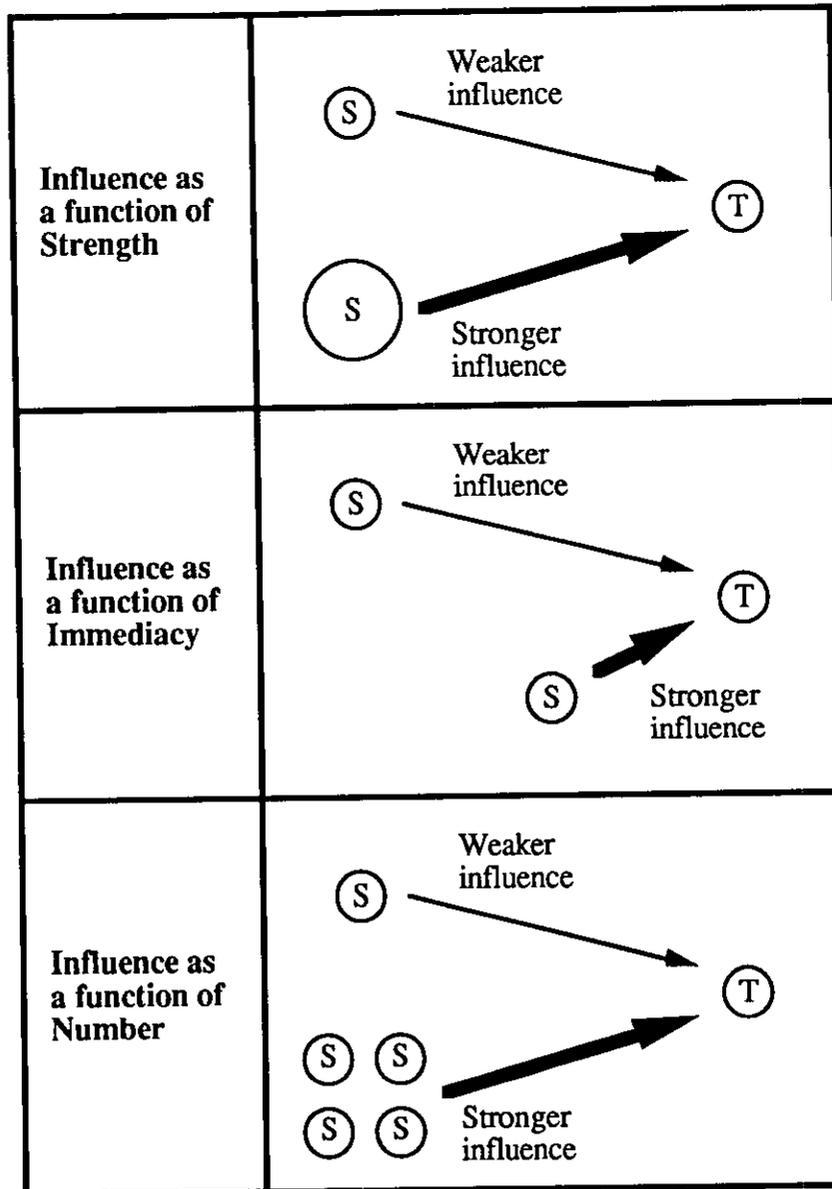 Influence as
a function of
Strength
S
Weaker
influence
T
S
Stronger
influence
Influence as
a function of
Immediacy
S
Weaker
influence
T
S
Stronger
influence
Influence as
a function of
Number
S
Weaker
influence
T
S S
S S
Stronger
influence